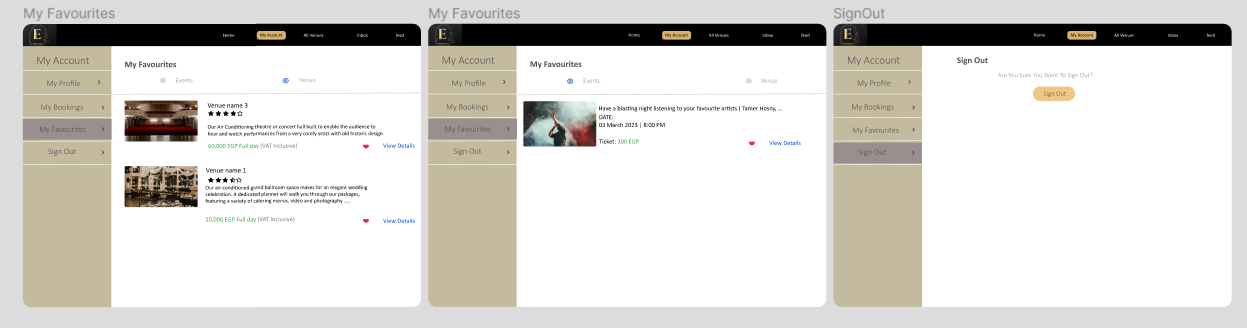 My Favourites
E
Home
My Account
All Venues
Inbox
feed
My Account
My Profile
My Bookings
My Favourites
Sign Out
My Favourites
Events
Venue
Venue name 3
Our Air Conditioning theatre or concert hall built to enable the audience to
hear and watch performances from a very comfy seats with old historic design
60,000 EGP Full day (VAT Inclusive)
View Details
Venue name 1
Our air-conditioned grand ballroom space makes for an elegant wedding
celebration. A dedicated planner will walk you through our packages,
featuring a variety of catering menus, video and photography .....
20,000 EGP Full day (VAT Inclusive)
View Details
My Favourites
E
Home
My Account
All Venues
Inbox
feed
My Account
My Profile
My Bookings
My Favourites
Sign Out
My Favourites
Events
Venue
Have a blasting night listening to your favourite artists | Tamer Hosny, ...
DATE:
03 March 2023 | 8:00 PM
Ticket: 300 EGP
View Details
SignOut
E
Home
My Account
All Venues
Inbox
feed
My Account
My Profile
My Bookings
My Favourites
Sign Out
Sign Out
Are You Sure You Want To Sign Out?
Sign Out